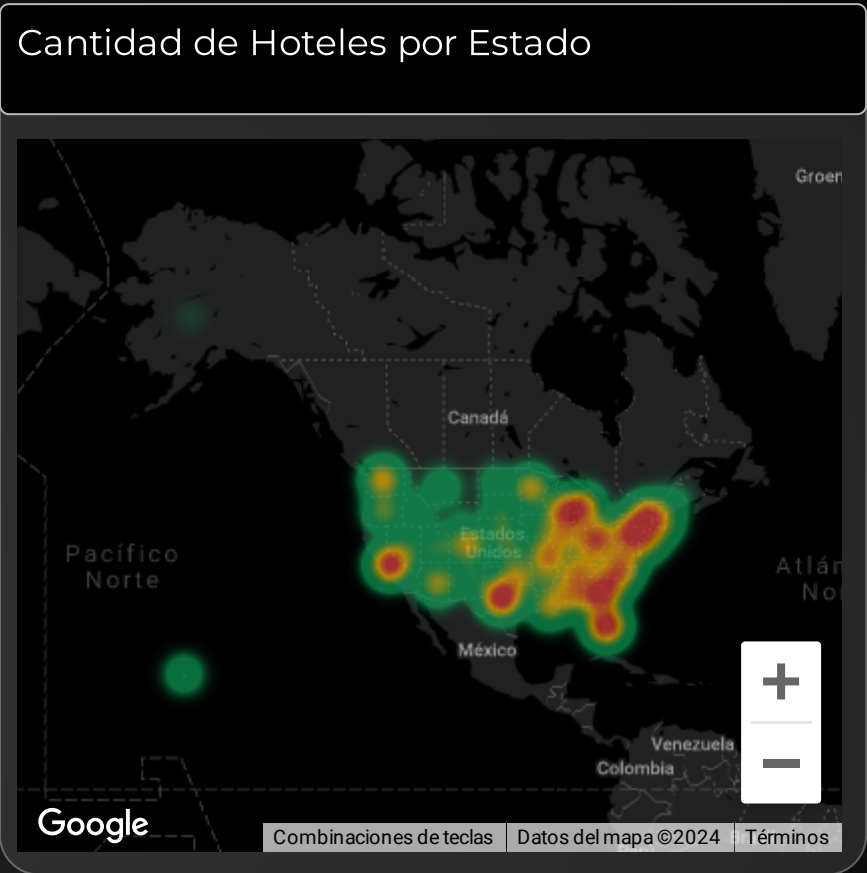 Cantidad de Hoteles por Estado
Groen
Canadá
Estados
Unidos
Pacífico
Norte
Atlán
No
México
Venezuela
Colombia
Google
Combinaciones de teclas
Datos del mapa ©2024
Términos